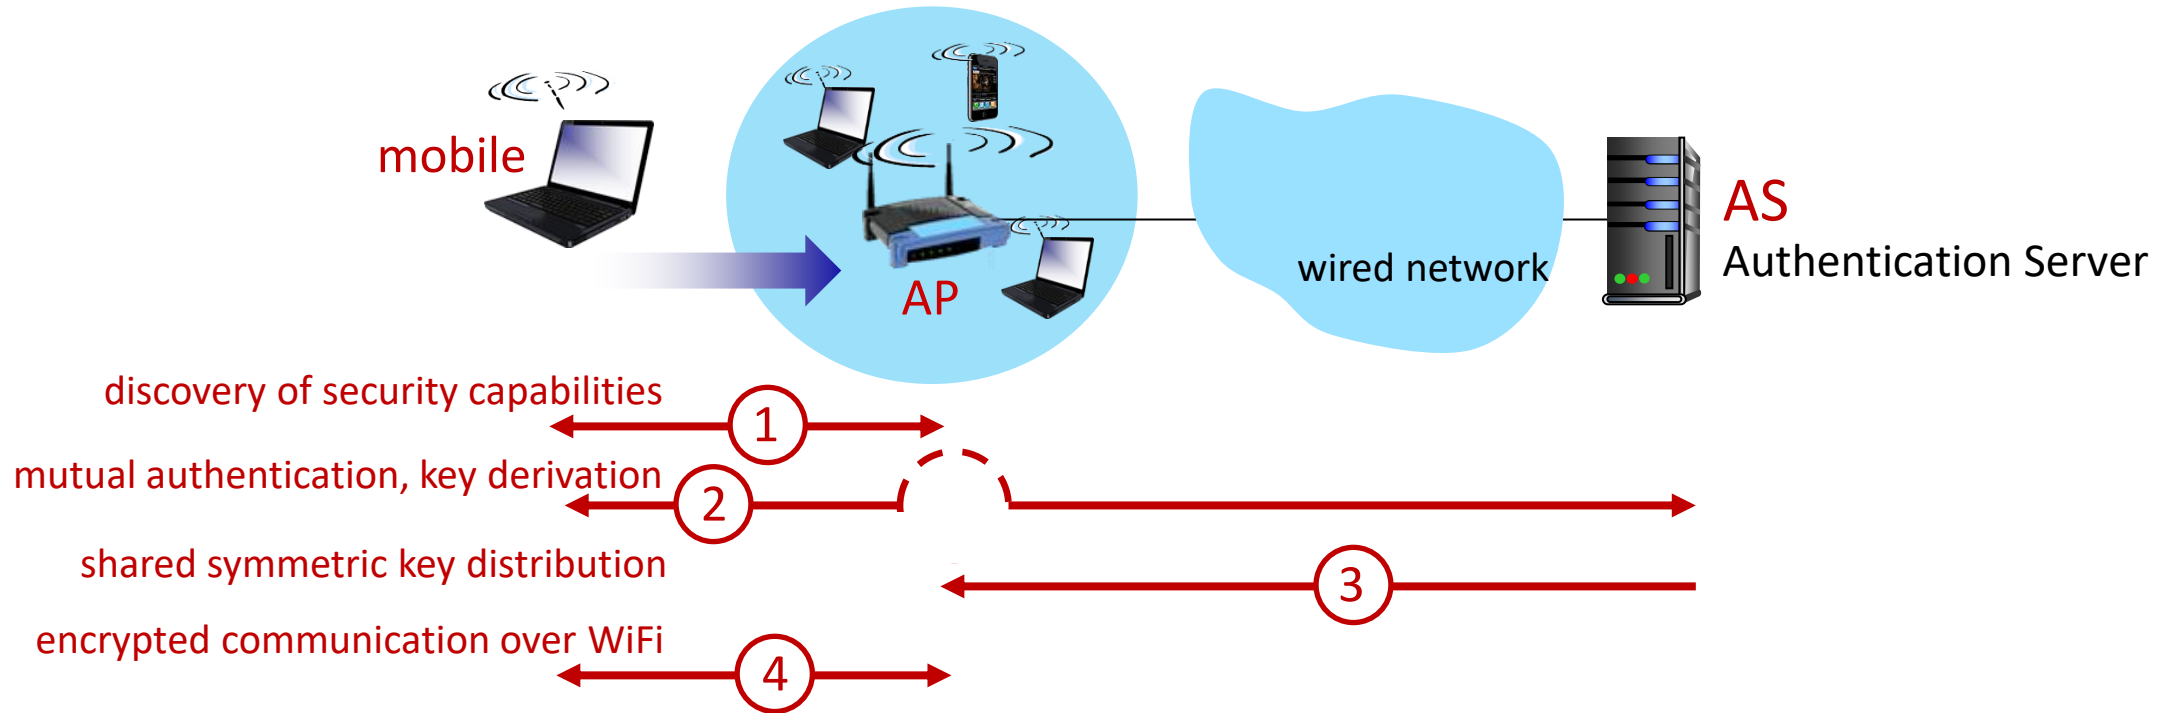 mobile
AP
wired network
AS
Authentication Server
discovery of security capabilities
1
mutual authentication, key derivation
2
shared symmetric key distribution
3
encrypted communication over WiFi
4